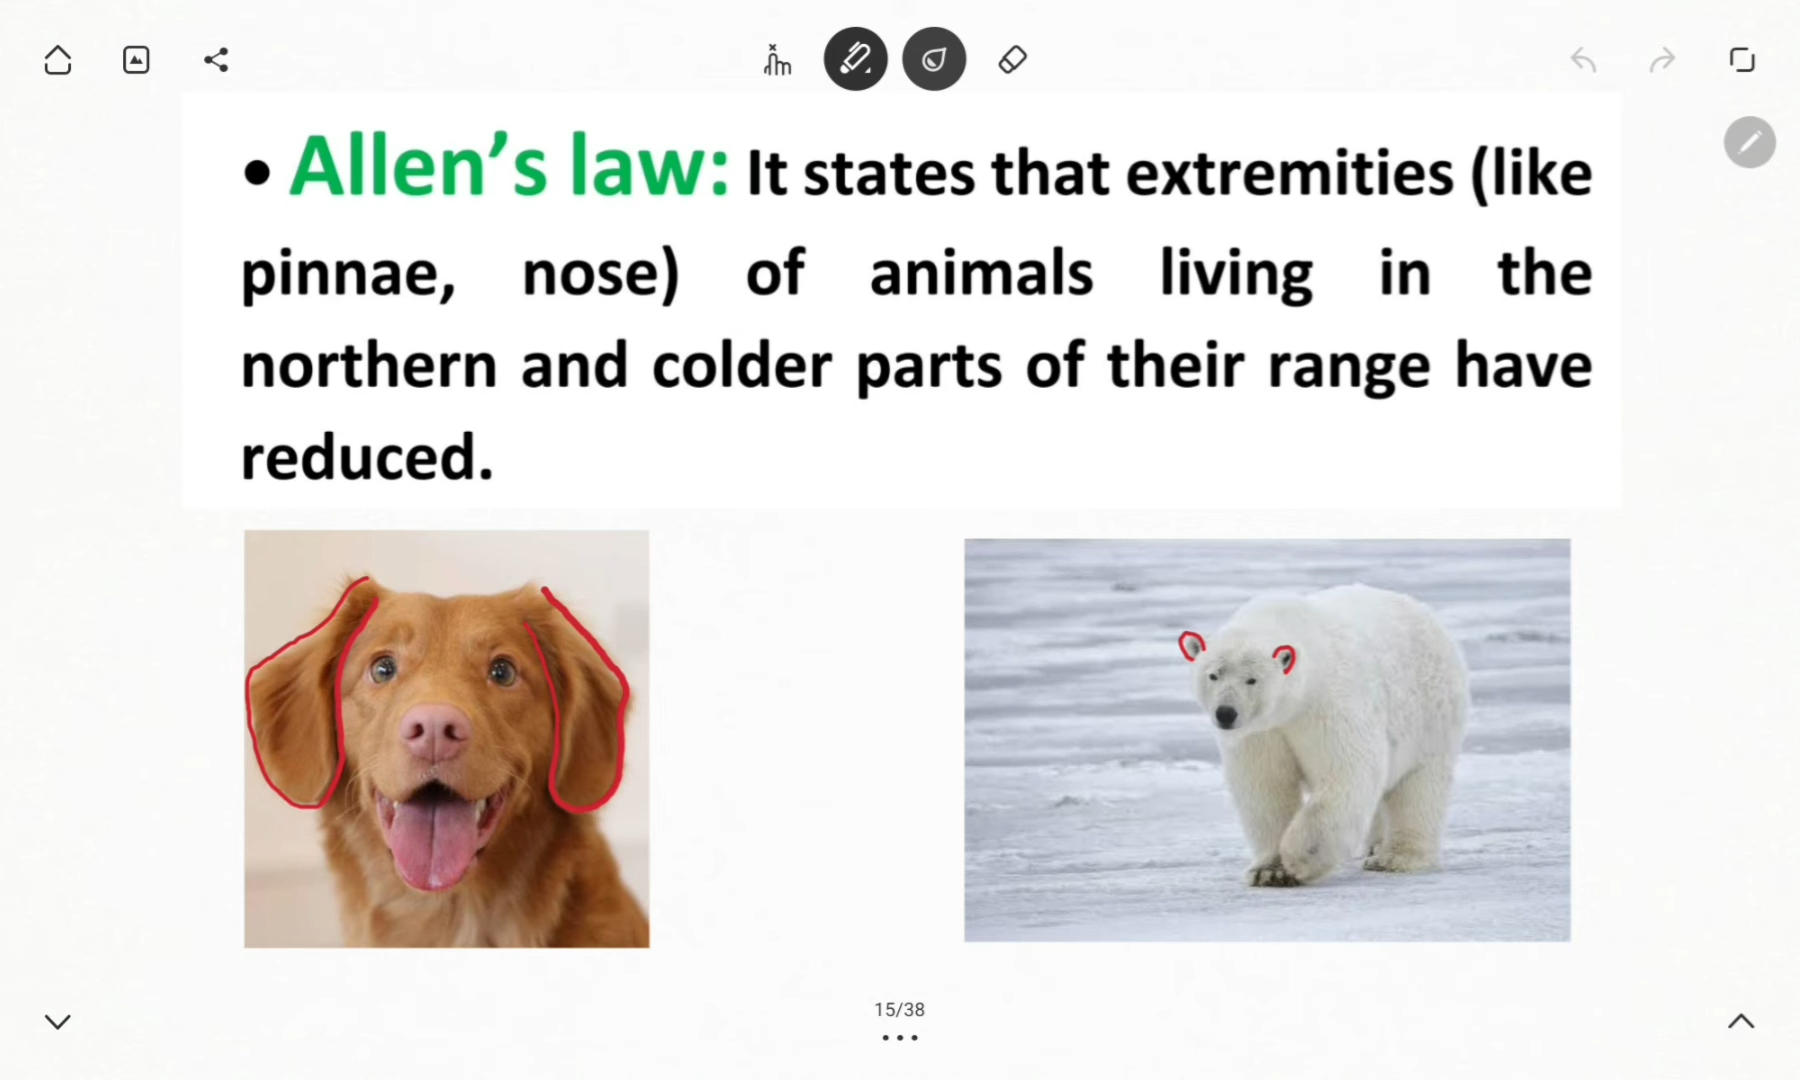 • Allen’s law: It states that extremities (like
pinnae, nose) of animals living in the
northern and colder parts of their range have
reduced.
15/38